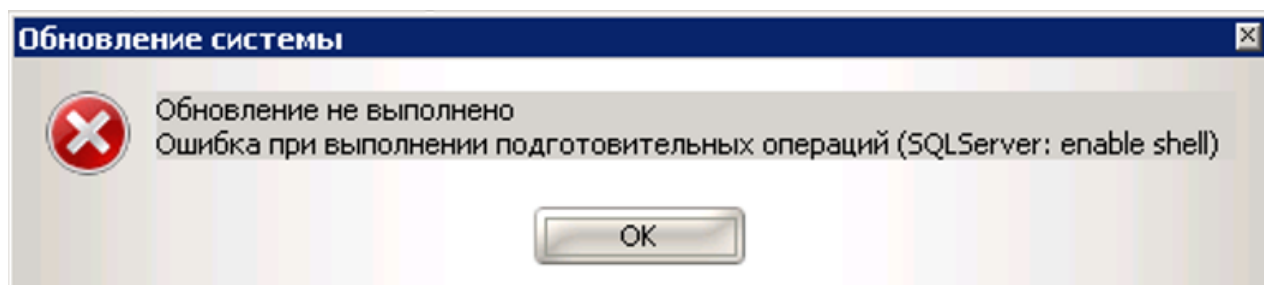 Обновление системы
Обновление не выполнено
Ошибка при выполнении подготовительных операций (SQLServer: enable shell)
OK